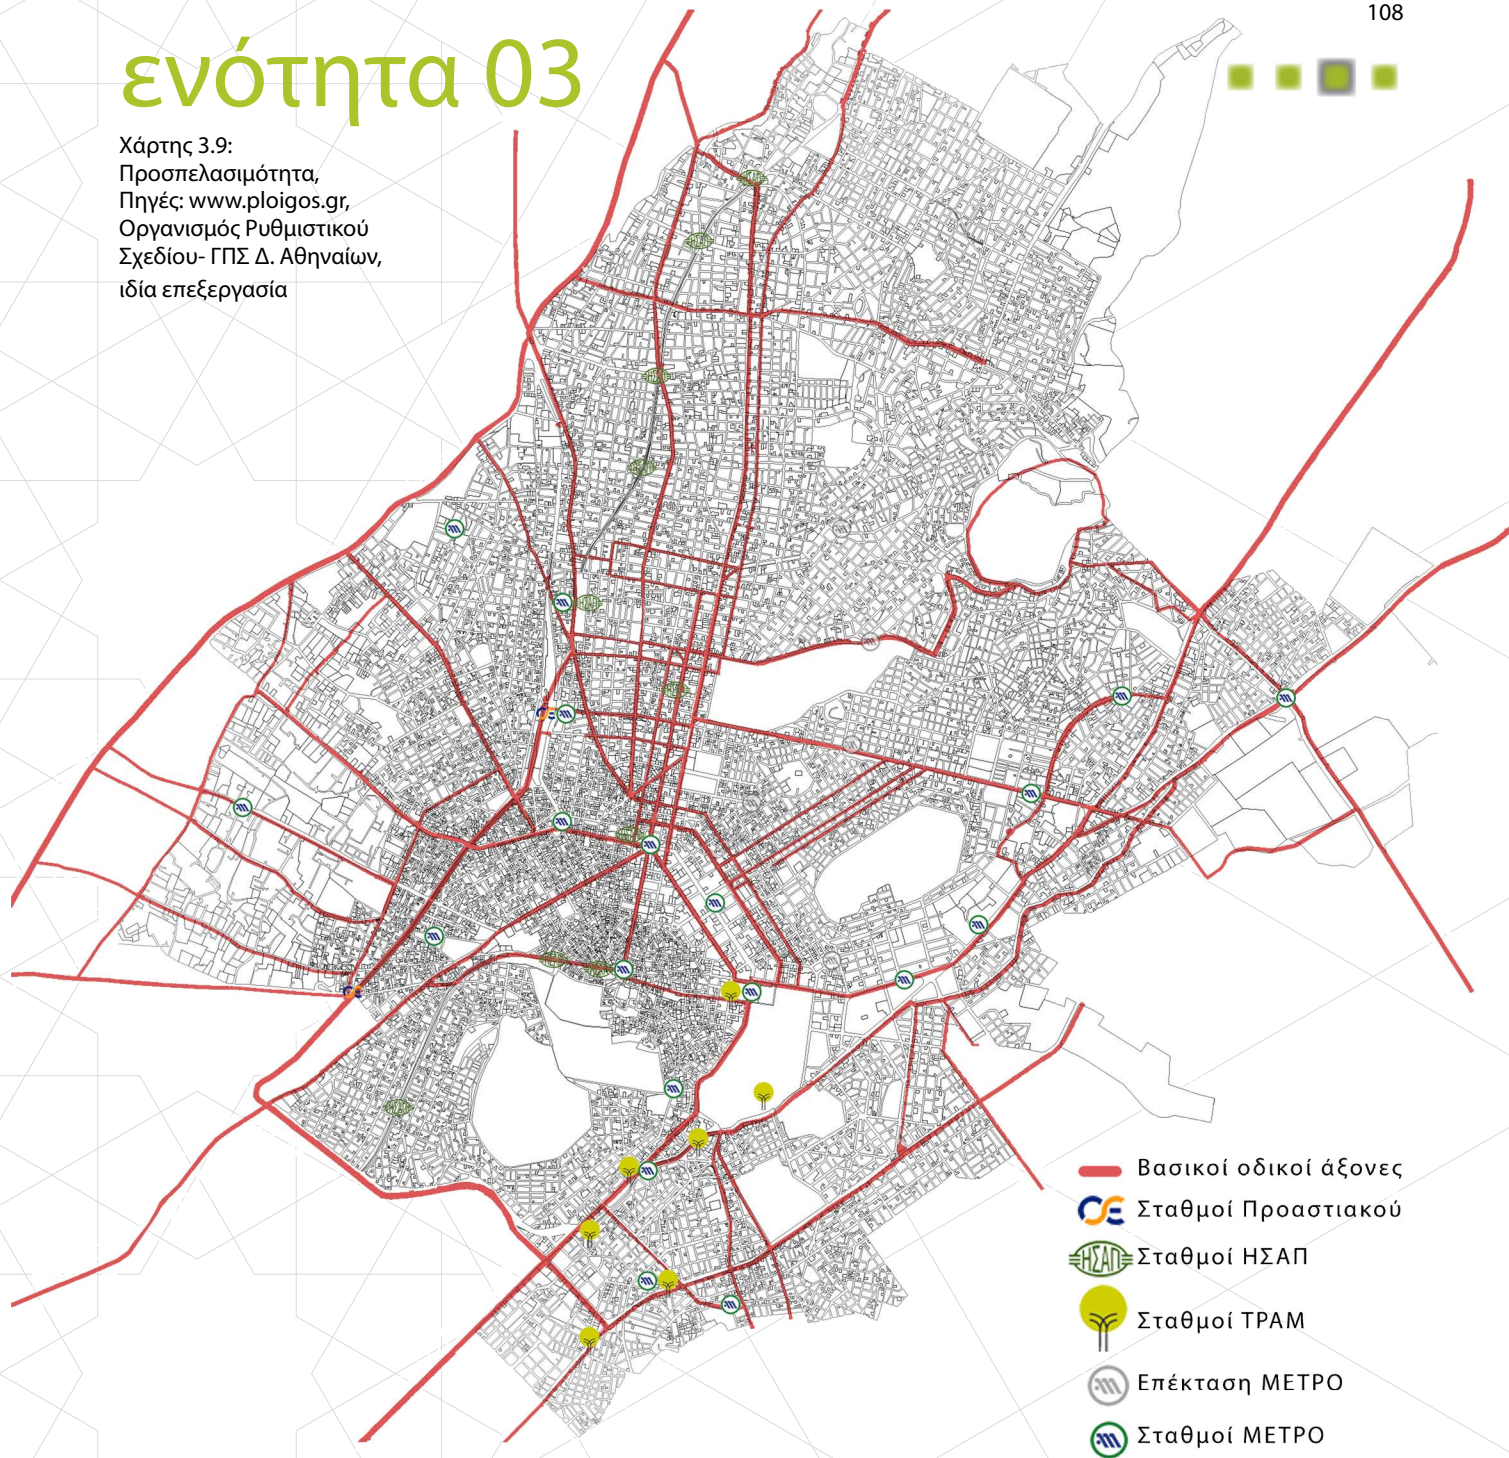 108
ενότητα 03
Χάρτης 3.9:
Προσπελασιμότητα,
Πηγές: www.ploigos.gr,
Οργανισμός Ρυθμιστικού
Σχεδίου- ΓΠΣ Δ. Αθηναίων,
ιδία επεξεργασία
Βασικοί οδικοί άξονες
Σταθμοί Προαστιακού
ΗΣΑΠ Σταθμοί ΗΣΑΠ
Σταθμοί ΤΡΑΜ
Επέκταση ΜΕΤΡΟ
Σταθμοί ΜΕΤΡΟ